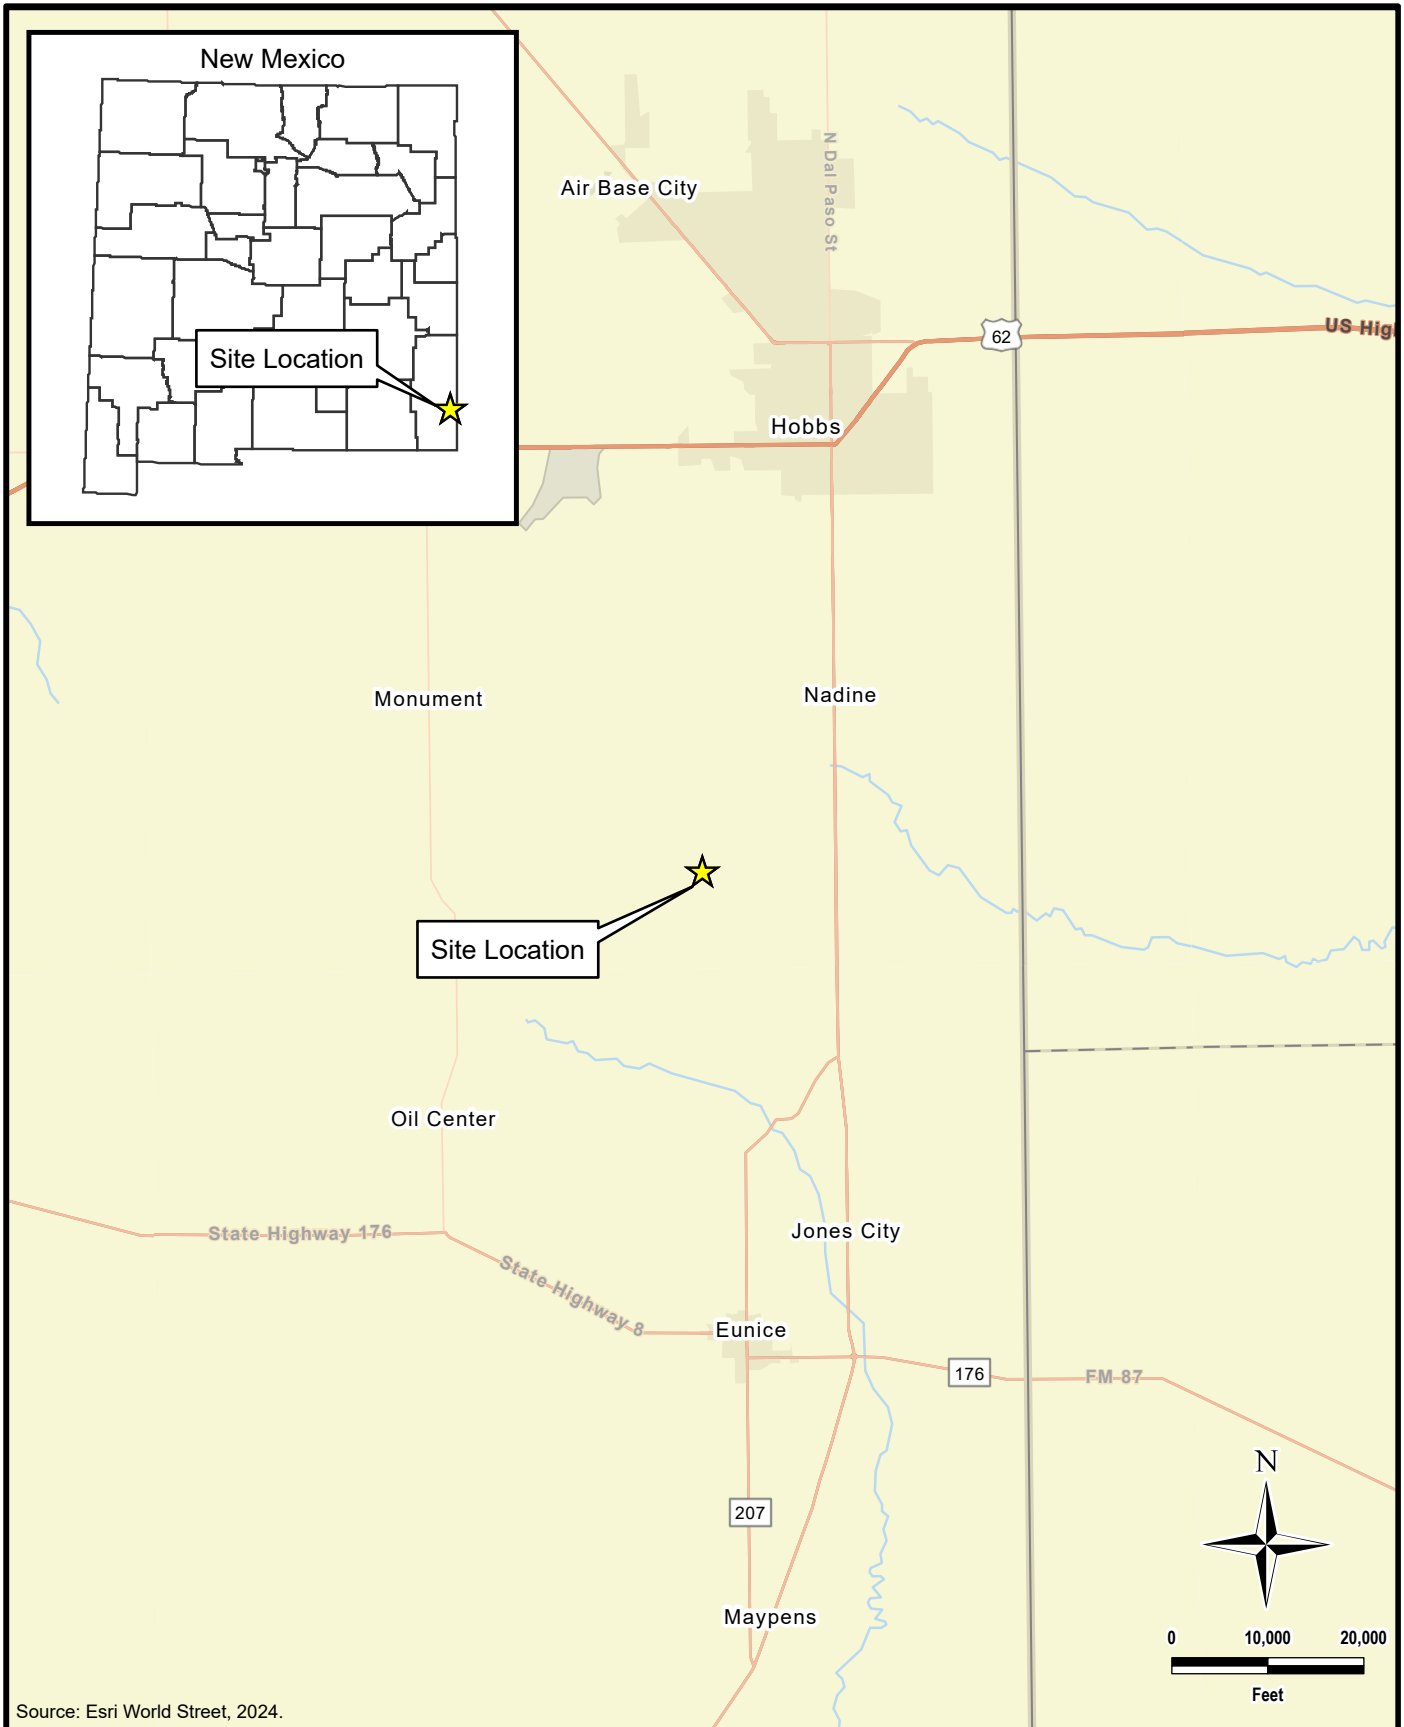 New Mexico
Site Location
Air Base City
N Dal Paso St
62
US Hig
Hobbs
Monument
Nadine
Site Location
Oil Center
State Highway 176
Jones City
State Highway 8
Eunice
176
FM 87
N
207
Maypens
0 10,000 20,000
Feet
Source: Esri World Street, 2024.